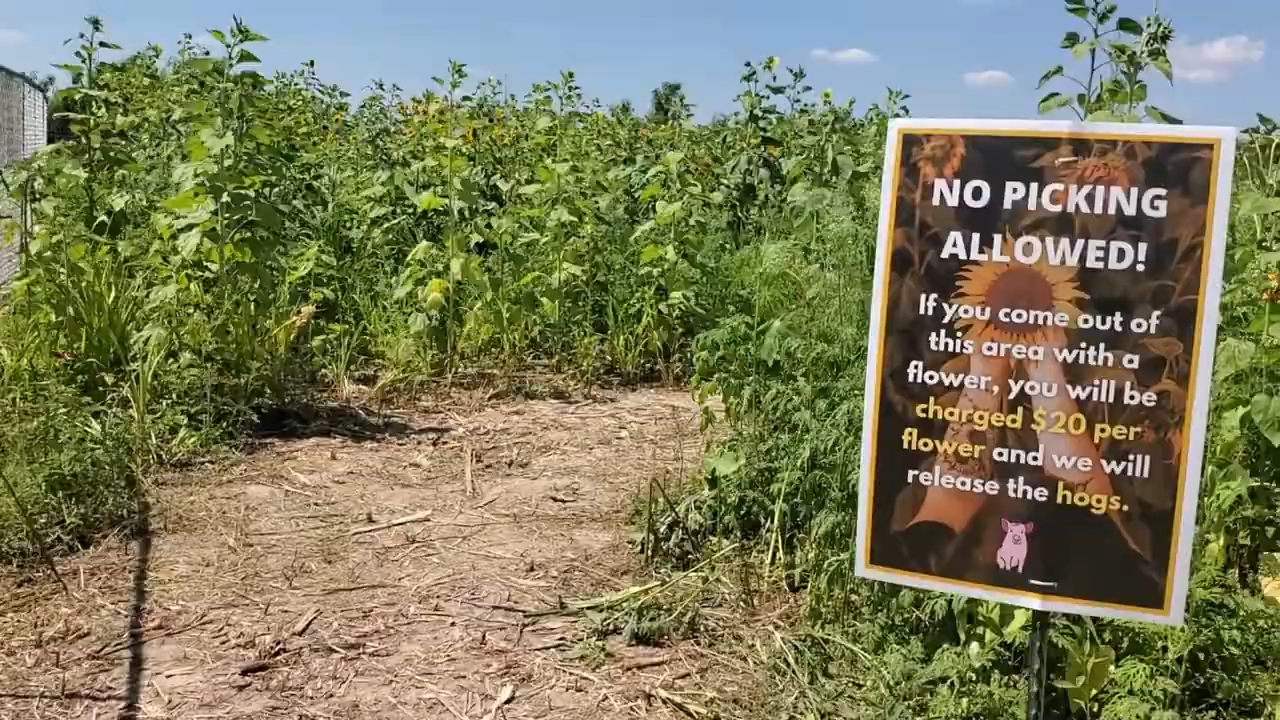 NO PICKING
ALLOWED!
If you come out of
this area with a
flower, you will be
charged $20 per
flower and we will
release the hogs.